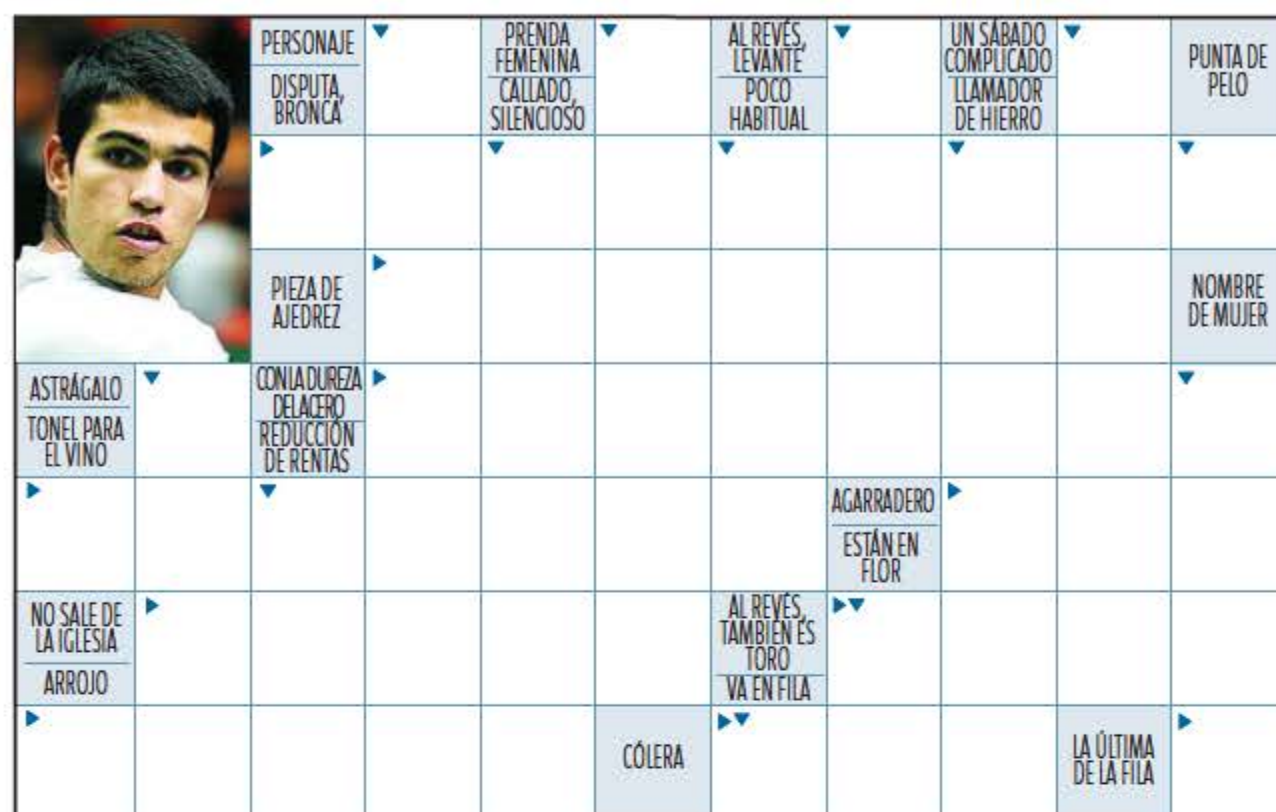 PERSONAJE
DISPUTA,
BRONCA
PRENDA
FEMENINA
CALLADO,
SILENCIOSO
AL REVÉS,
LEVANTE
POCO
HABITUAL
UN SÁBADO
COMPLICADO
LLAMADOR
DE HIERRO
PUNTA DE
PELO
PIEZA DE
AJEDREZ
NOMBRE
DE MUJER
ASTRÁGALO
TONEL PARA
EL VINO
CON LA DUREZA
DEL ACERO
REDUCCIÓN
DE RENTAS
AGARRADERO
ESTÁN EN
FLOR
NO SALE DE
LA IGLESIA
ARROJO
AL REVÉS,
TAMBIÉN ES
TORO
VA EN FILA
CÓLERA
LA ÚLTIMA
DE LA FILA